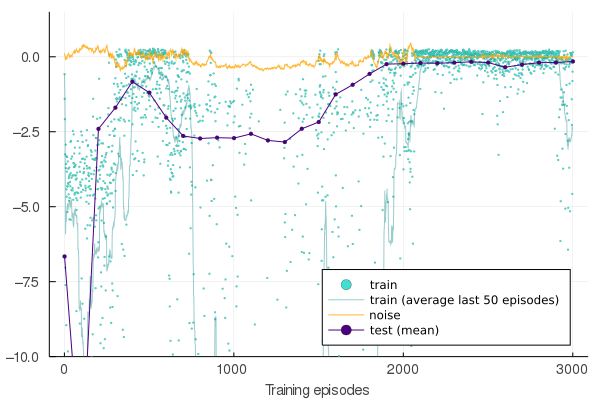 0.0
−2.5
−5.0
−7.5
−10.0
0
1000
2000
3000
Training episodes
train
train (average last 50 episodes)
noise
test (mean)